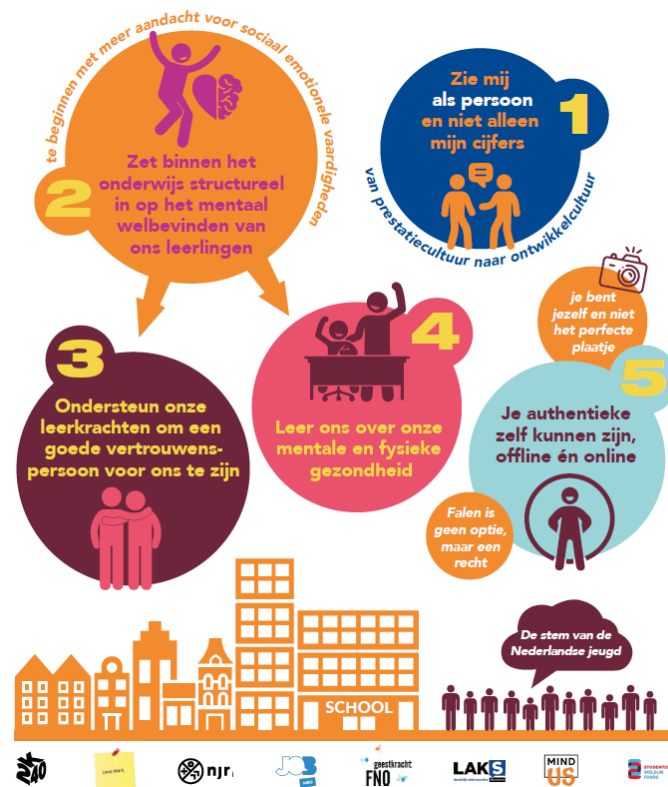 te beginnen met meer aandacht voor sociaal emotionele vaardigheden
2
Zet binnen het
onderwijs structureel
in op het mentaal
welbevinden van
ons leerlingen
1
Zie mij
als persoon
en niet alleen
mijn cijfers
van prestatiecultuur naar ontwikkelcultuur
3
Ondersteun onze
leerkrachten om een
goede vertrouwens-
persoon voor ons te zijn
4
Leer ons over onze
mentale en fysieke
gezondheid
je bent
jezelf en niet
het perfecte
plaatje
5
Je authentieke
zelf kunnen zijn,
offline én online
Falen is
geen optie,
maar een
recht
De stem van de
Nederlandse jeugd
SCHOOL
njr
JOB
MBO
geestkracht
FNO
LAKS
MIND
US